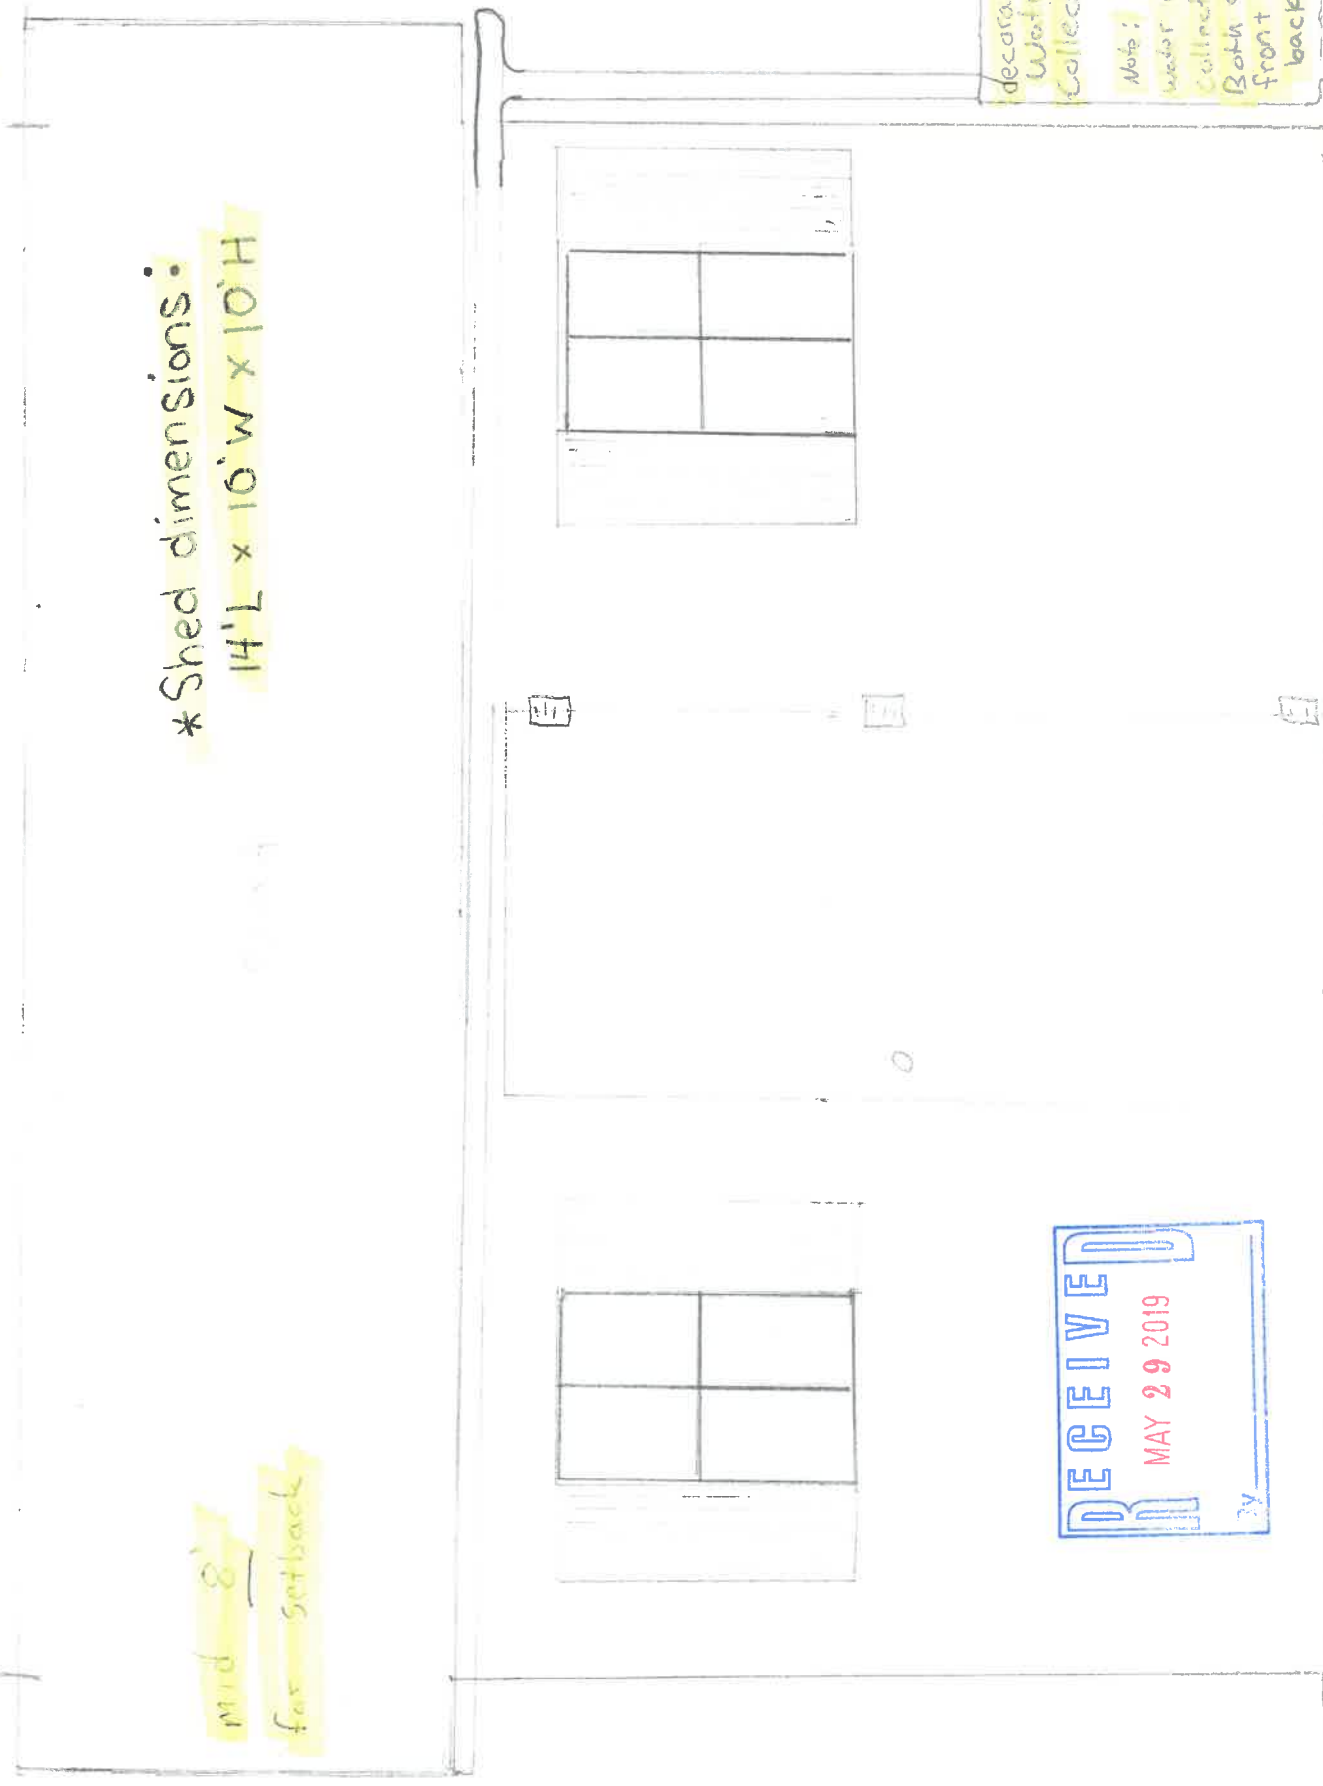 *Shed dimensions:
14'L x 10'W x 10'H
mid 8'
for setback
decora
Wat
Collec
Note:
water
collect
Both
front +
back
RECEIVED
MAY 29 2019
BY